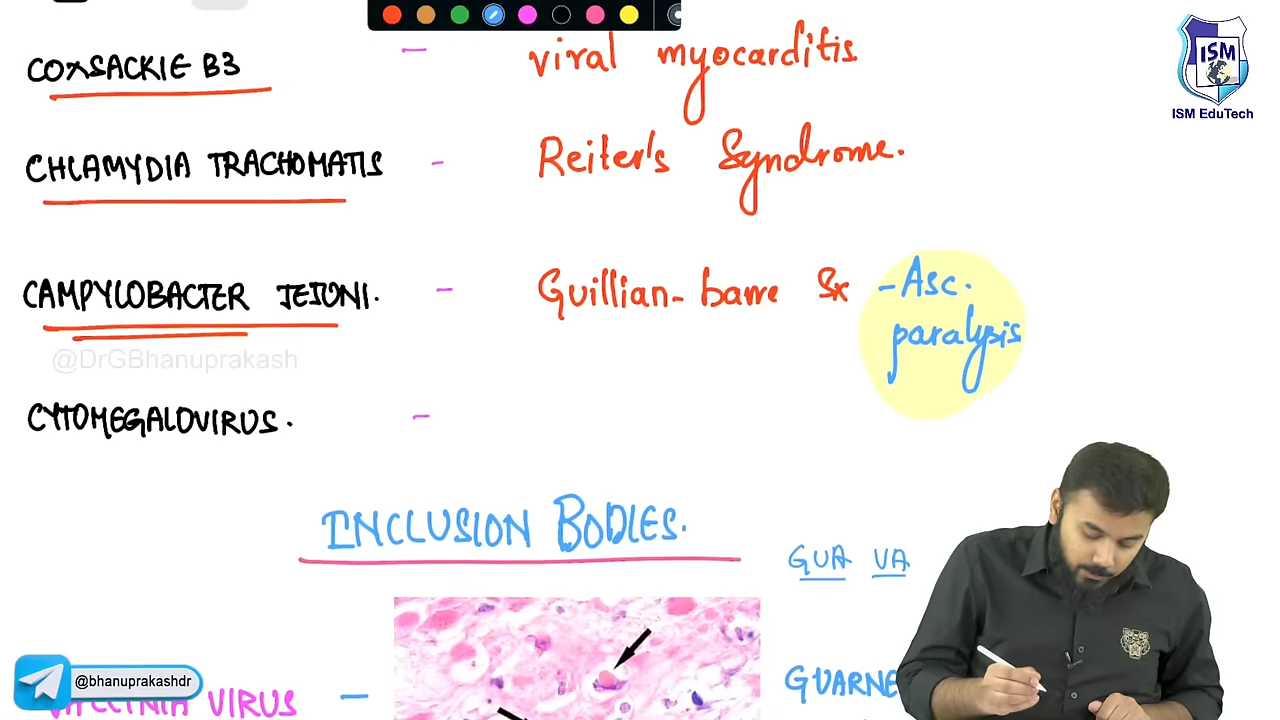 COXSACKIE B3 - viral myocarditis
ISM
ISM EduTech
CHLAMYDIA TRACHOMATIS - Reiter's Syndrome.
CAMPYLOBACTER JEJUNI. - Guillian-barre Sx - Asc. paralysis
@DrGBhanuprakash
CYTOMEGALOVIRUS. -
INCLUSION BODIES.
GUA VA
@bhanuprakashdr
VACCINIA VIRUS - GUARNE